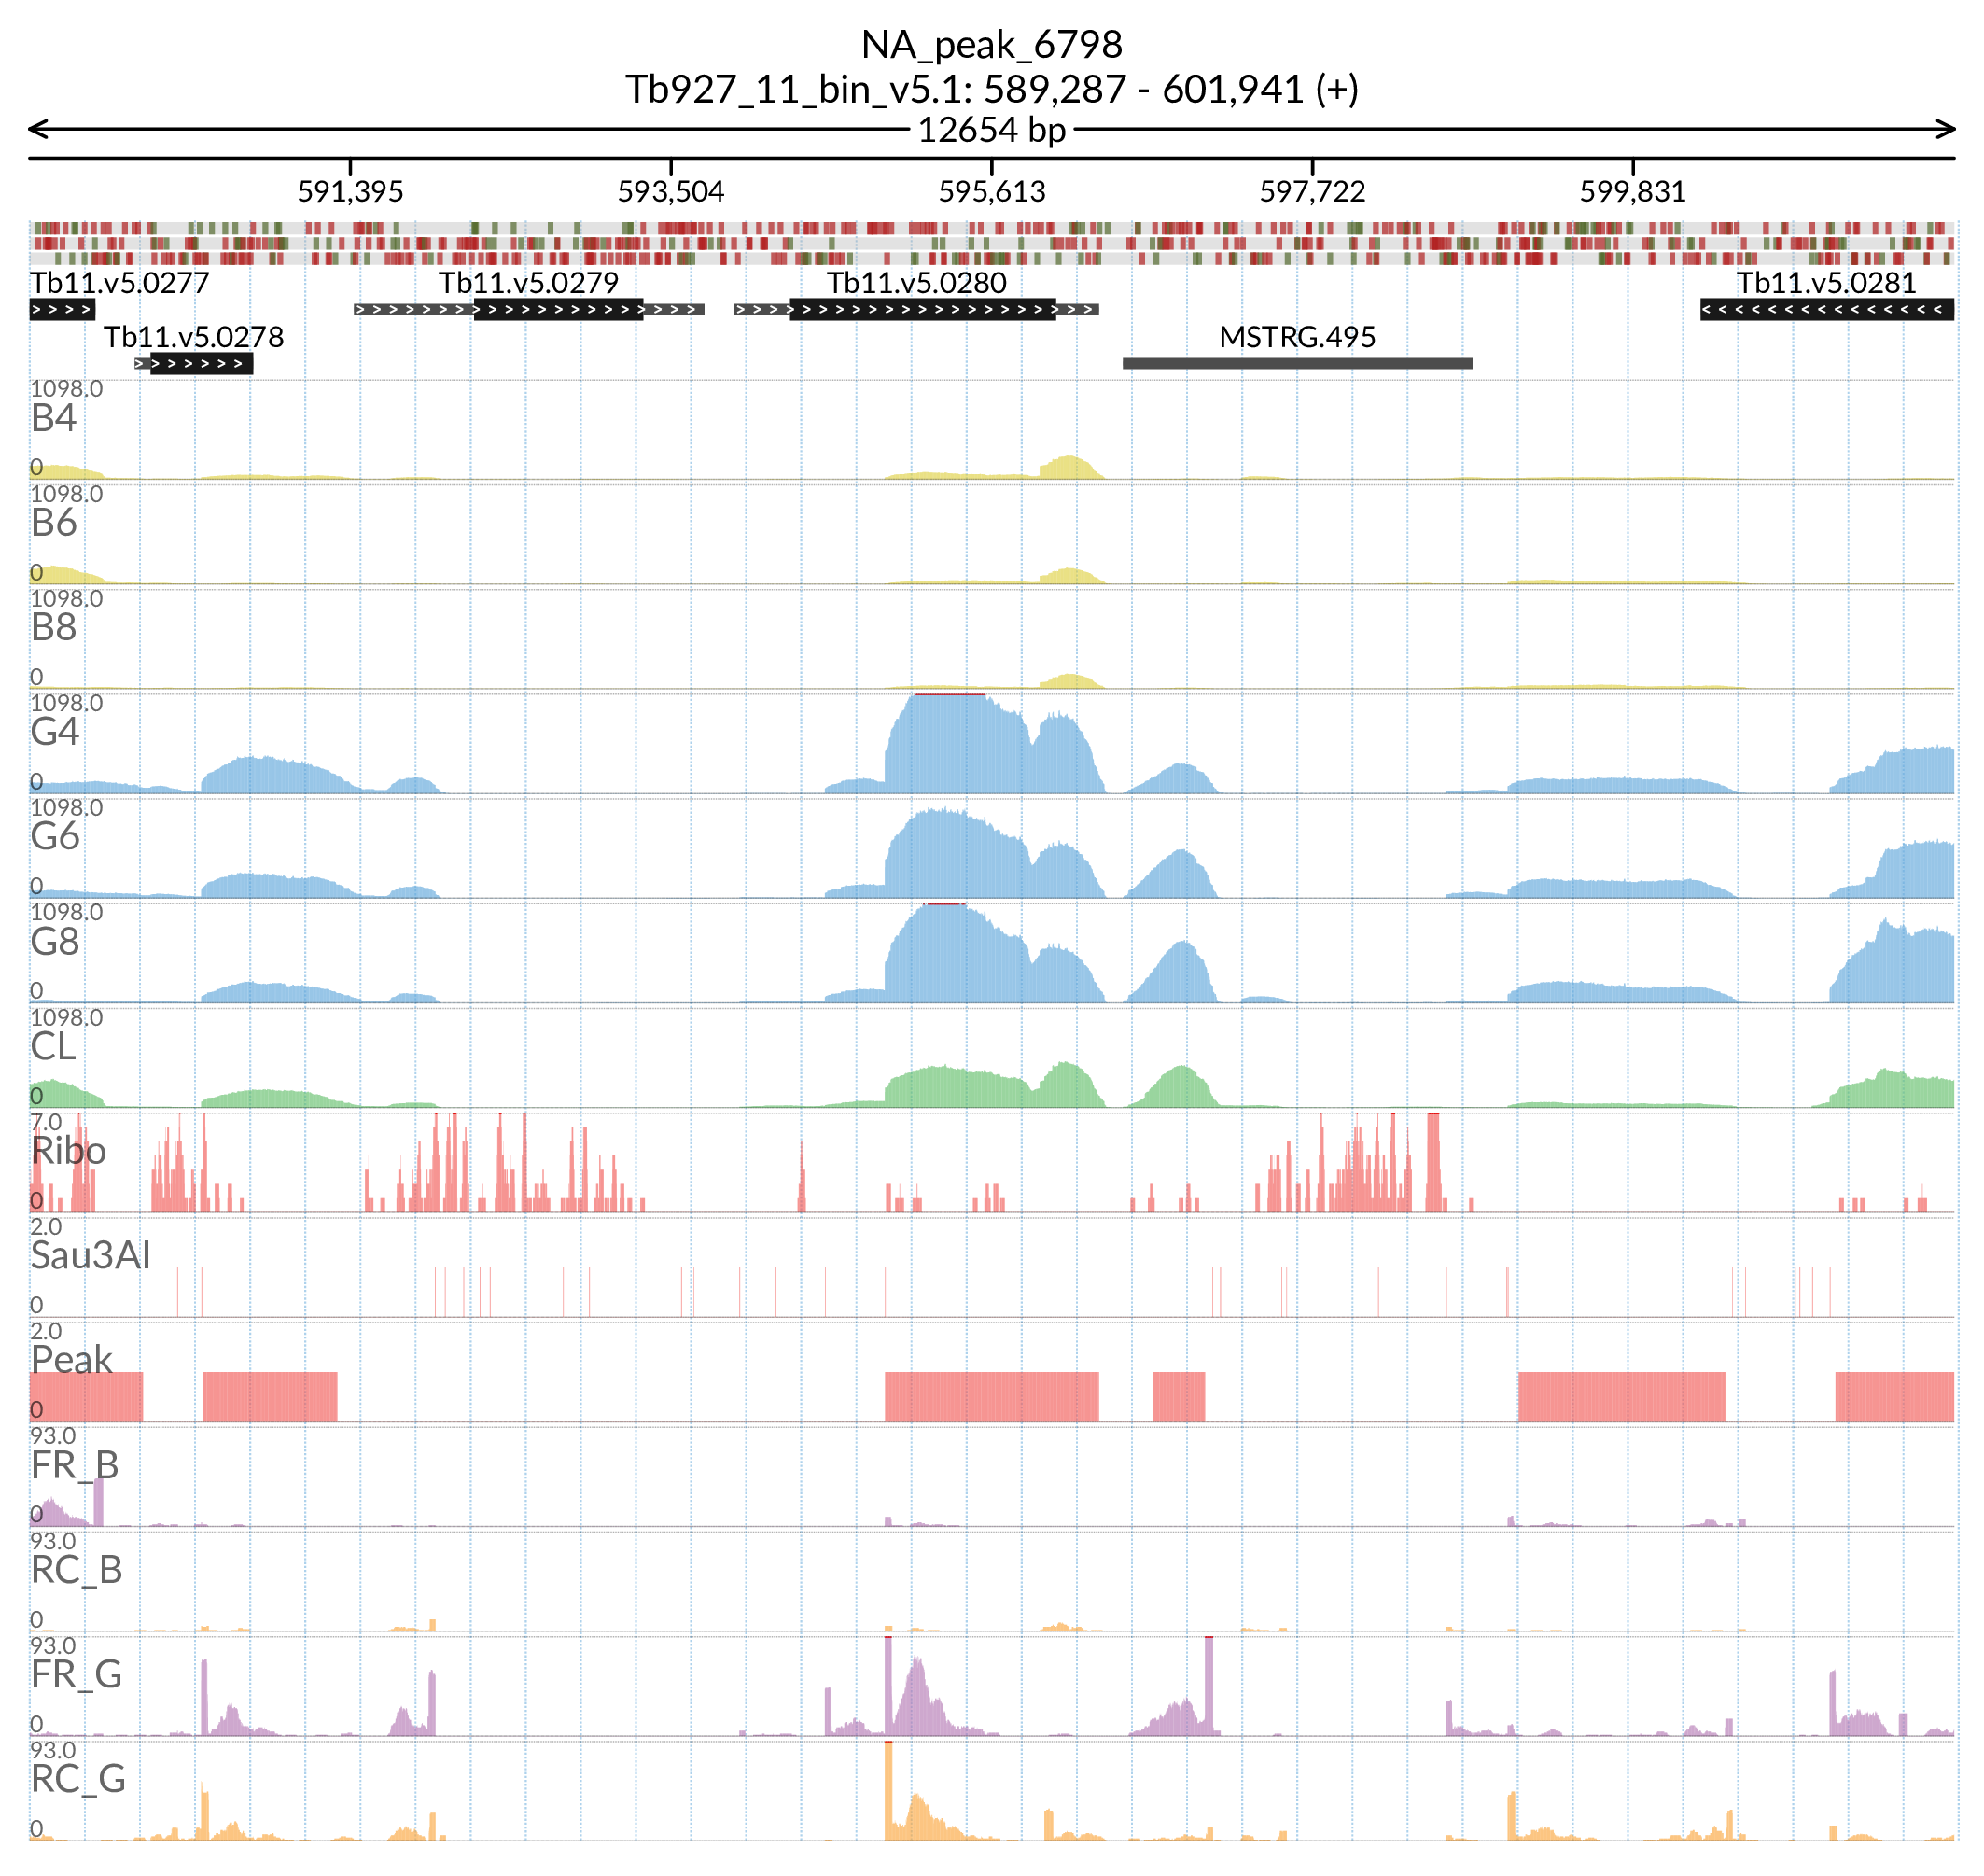 NA_peak_6798
Tb927_11_bin_v5.1: 589,287 - 601,941 (+)
12654 bp
591,395 593,504 595,613 597,722 599,831
Tb11.v5.0277 Tb11.v5.0279 Tb11.v5.0280 Tb11.v5.0281
Tb11.v5.0278 MSTRG.495
1098.0
B4
0
1098.0
B6
0
1098.0
B8
0
1098.0
G4
0
1098.0
G6
0
1098.0
G8
0
1098.0
CL
0
7.0
Ribo
0
2.0
Sau3AI
0
2.0
Peak
0
93.0
FR_B
0
93.0
RC_B
0
93.0
FR_G
0
93.0
RC_G
0